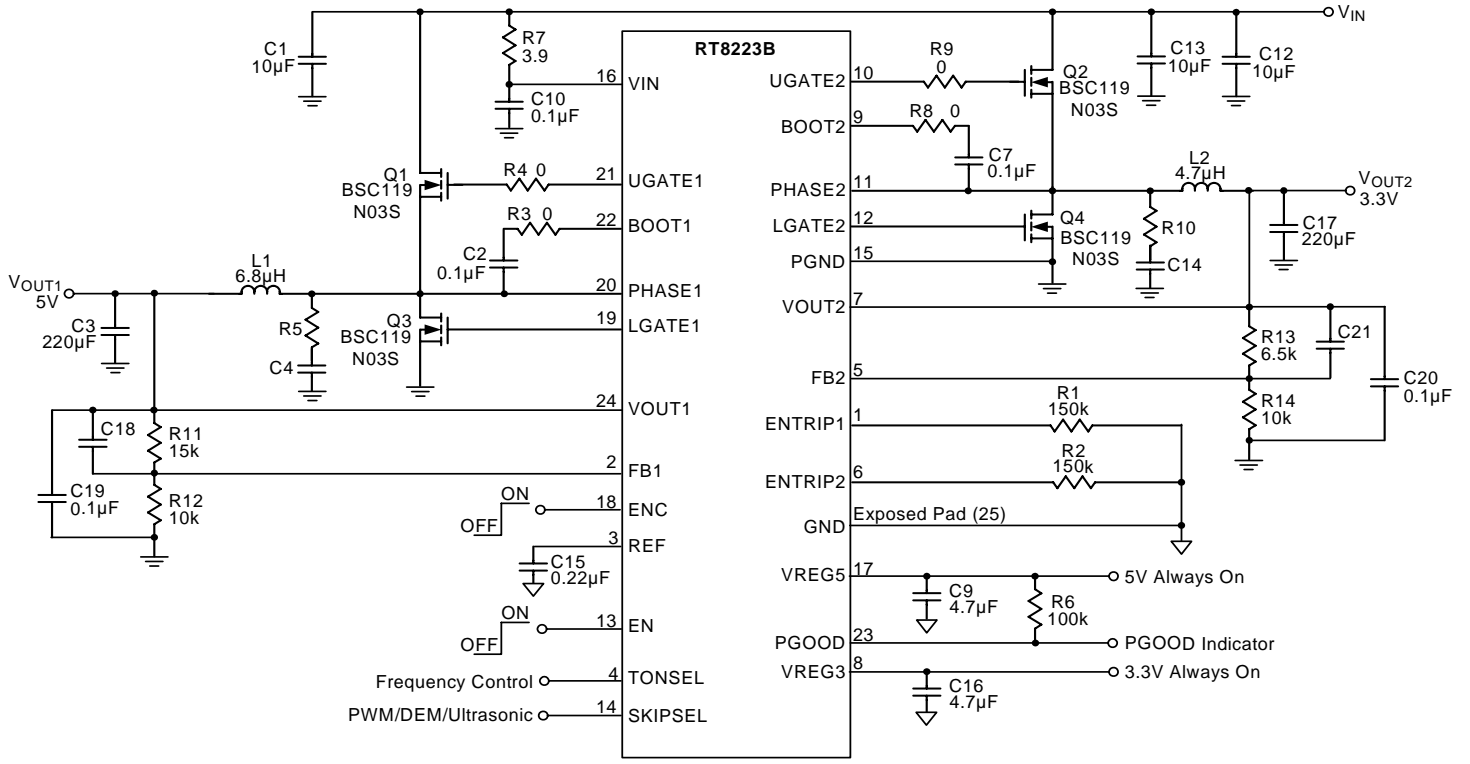 RT8223B
VIN
C1
10µF
R7
3.9
16
VIN
C10
0.1µF
Q1
BSC119
N03S
R4 0
21
UGATE1
R3 0
22
BOOT1
C2
0.1µF
VOUT1
5V
L1
6.8µH
20
PHASE1
C3
220µF
R5
C4
Q3
BSC119
N03S
19
LGATE1
24
VOUT1
C18
R11
15k
2
FB1
C19
0.1µF
R12
10k
ON
OFF
18
ENC
3
REF
C15
0.22µF
ON
OFF
13
EN
Frequency Control
4
TONSEL
PWM/DEM/Ultrasonic
14
SKIPSEL
UGATE2
10
R9
0
Q2
BSC119
N03S
C13
10µF
C12
10µF
BOOT2
9
R8 0
C7
0.1µF
PHASE2
11
L2
4.7µH
VOUT2
3.3V
LGATE2
12
Q4
BSC119
N03S
R10
C14
C17
220µF
PGND
15
VOUT2
7
R13
6.5k
C21
FB2
5
R14
10k
C20
0.1µF
ENTRIP1
1
R1
150k
ENTRIP2
6
R2
150k
GND
Exposed Pad (25)
VREG5
17
5V Always On
C9
4.7µF
R6
100k
PGOOD
23
PGOOD Indicator
VREG3
8
3.3V Always On
C16
4.7µF